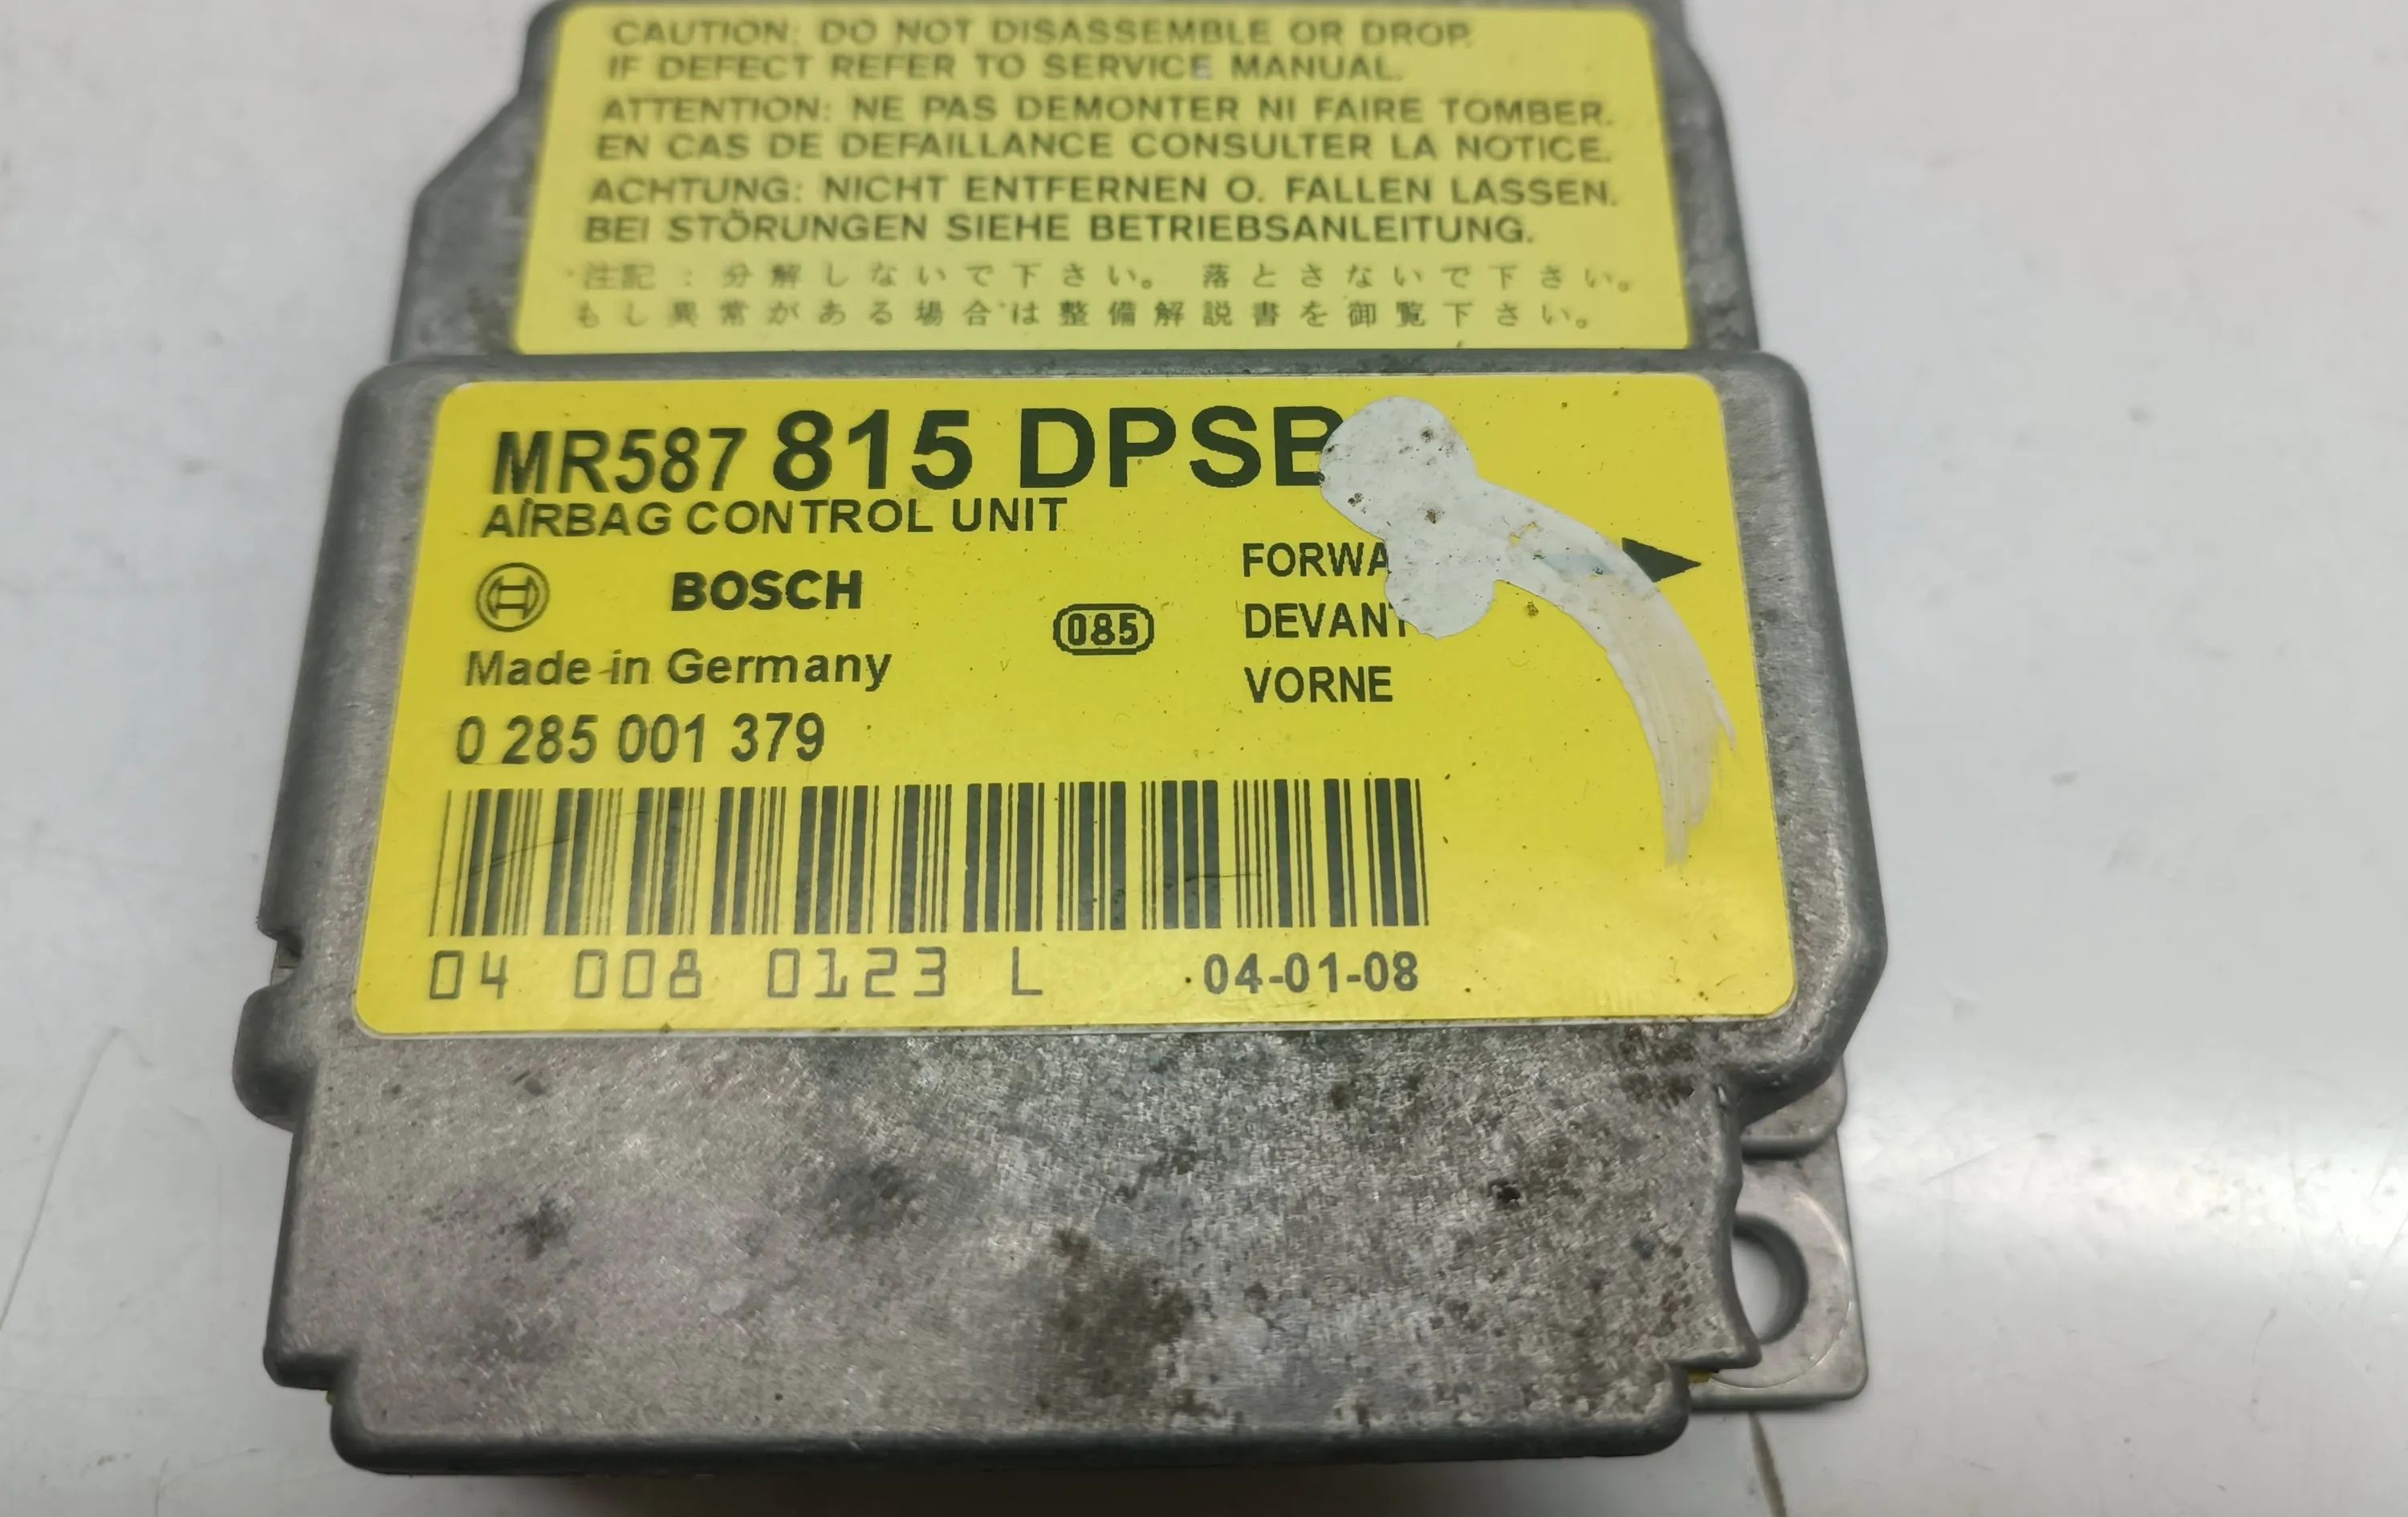 CAUTION: DO NOT DISASSEMBLE OR DROP.
IF DEFECT REFER TO SERVICE MANUAL.
ATTENTION: NE PAS DEMONTER NI FAIRE TOMBER.
EN CAS DE DEFAILLANCE CONSULTER LA NOTICE.
ACHTUNG: NICHT ENTFERNEN O. FALLEN LASSEN.
BEI STÖRUNGEN SIEHE BETRIEBSANLEITUNG.
注記：分解しないで下さい。 落とさないで下さい。
もし異常がある場合は整備解説書を御覧下さい。
MR587 815 DPSB
AIRBAG CONTROL UNIT
BOSCH
FORWA
085
DEVANT
Made in Germany
VORNE
0 285 001 379
04 008 0123 L 04-01-08